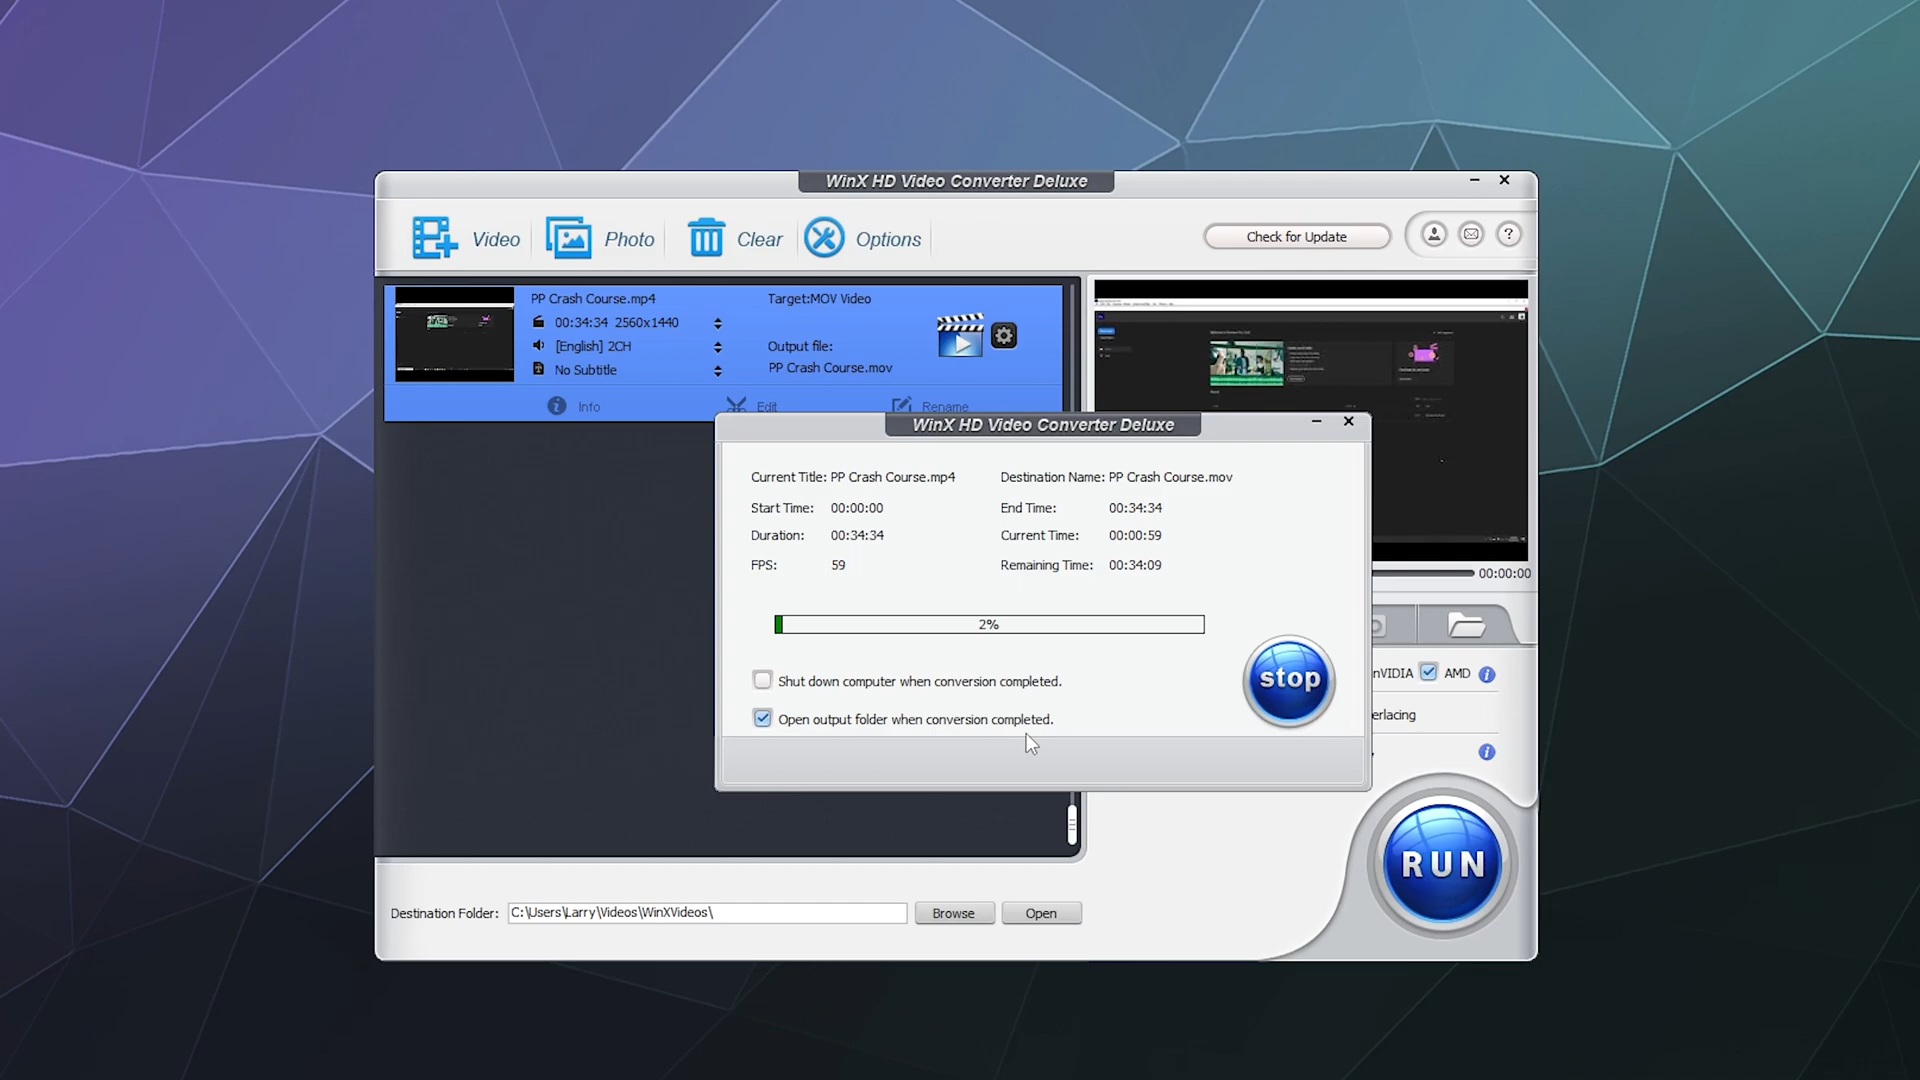 WinX HD Video Converter Deluxe
Video
Photo
Clear
Options
Check for Update
?
PP Crash Course.mp4
Target:MOV Video
00:34:34 2560x1440
[English] 2CH
Output file:
No Subtitle
PP Crash Course.mov
Info
Edit
Rename
WinX HD Video Converter Deluxe
Current Title: PP Crash Course.mp4
Destination Name: PP Crash Course.mov
Start Time: 00:00:00
End Time: 00:34:34
Duration: 00:34:34
Current Time: 00:00:59
FPS: 59
Remaining Time: 00:34:09
00:00:00
2%
Shut down computer when conversion completed.
Open output folder when conversion completed.
stop
nVIDIA
AMD
erlacing
RUN
Destination Folder: C:\Users\Larry\Videos\WinXVideos\
Browse
Open